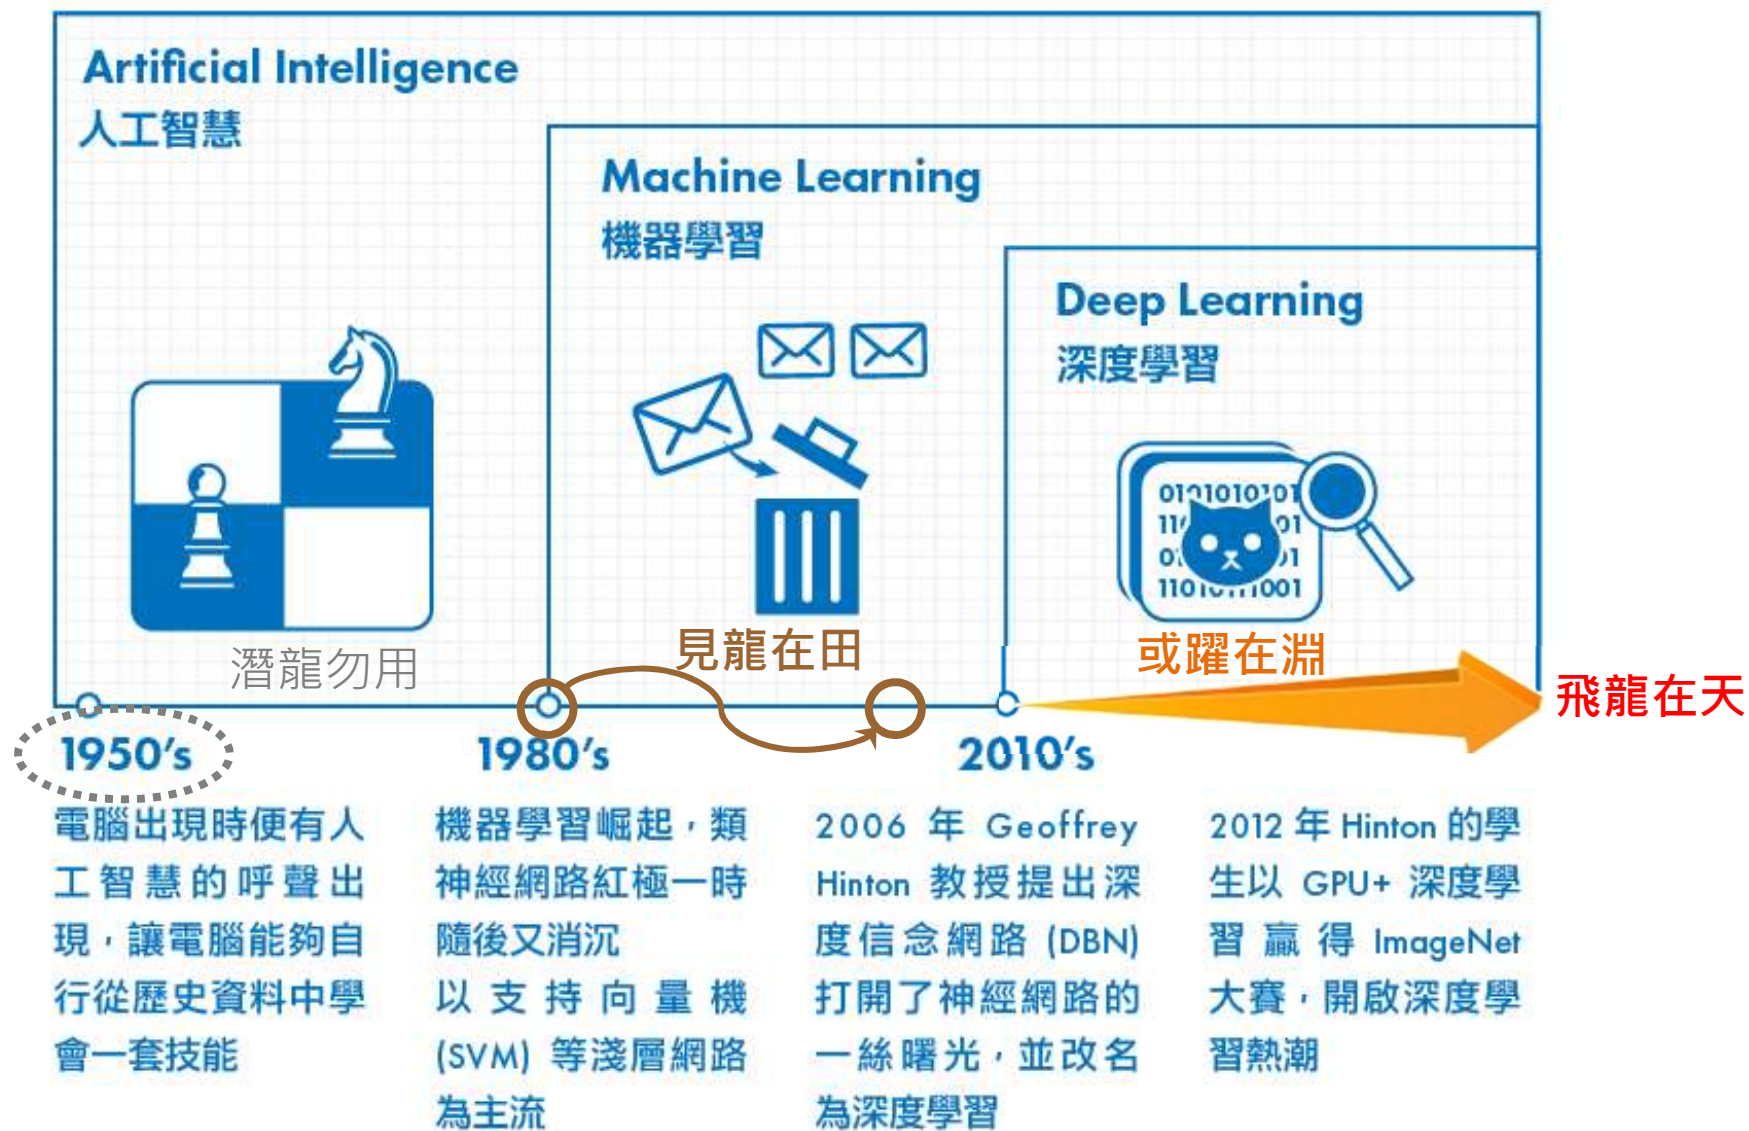 Artificial Intelligence
人工智慧
Machine Learning
機器學習
Deep Learning
深度學習
潛龍勿用
見龍在田
或躍在淵
飛龍在天
1950's
1980's
2010's
電腦出現時便有人
工智慧的呼聲出
現，讓電腦能夠自
行從歷史資料中學
會一套技能
機器學習崛起，類
神經網路紅極一時
隨後又消沉
以支持向量機
(SVM) 等淺層網路
為主流
2006 年 Geoffrey
Hinton 教授提出深
度信念網路 (DBN)
打開了神經網路的
一絲曙光，並改名
為深度學習
2012 年 Hinton 的學
生以 GPU+ 深度學
習贏得 ImageNet
大賽，開啟深度學
習熱潮